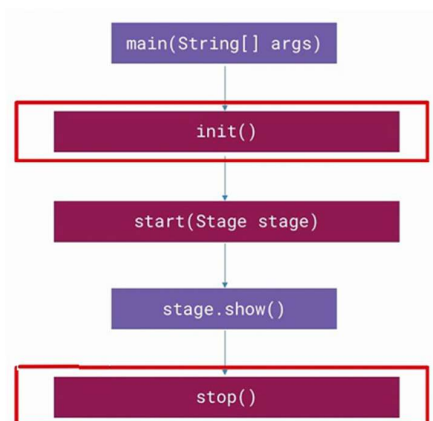 main(String[] args)
init()
start(Stage stage)
stage.show()
stop()